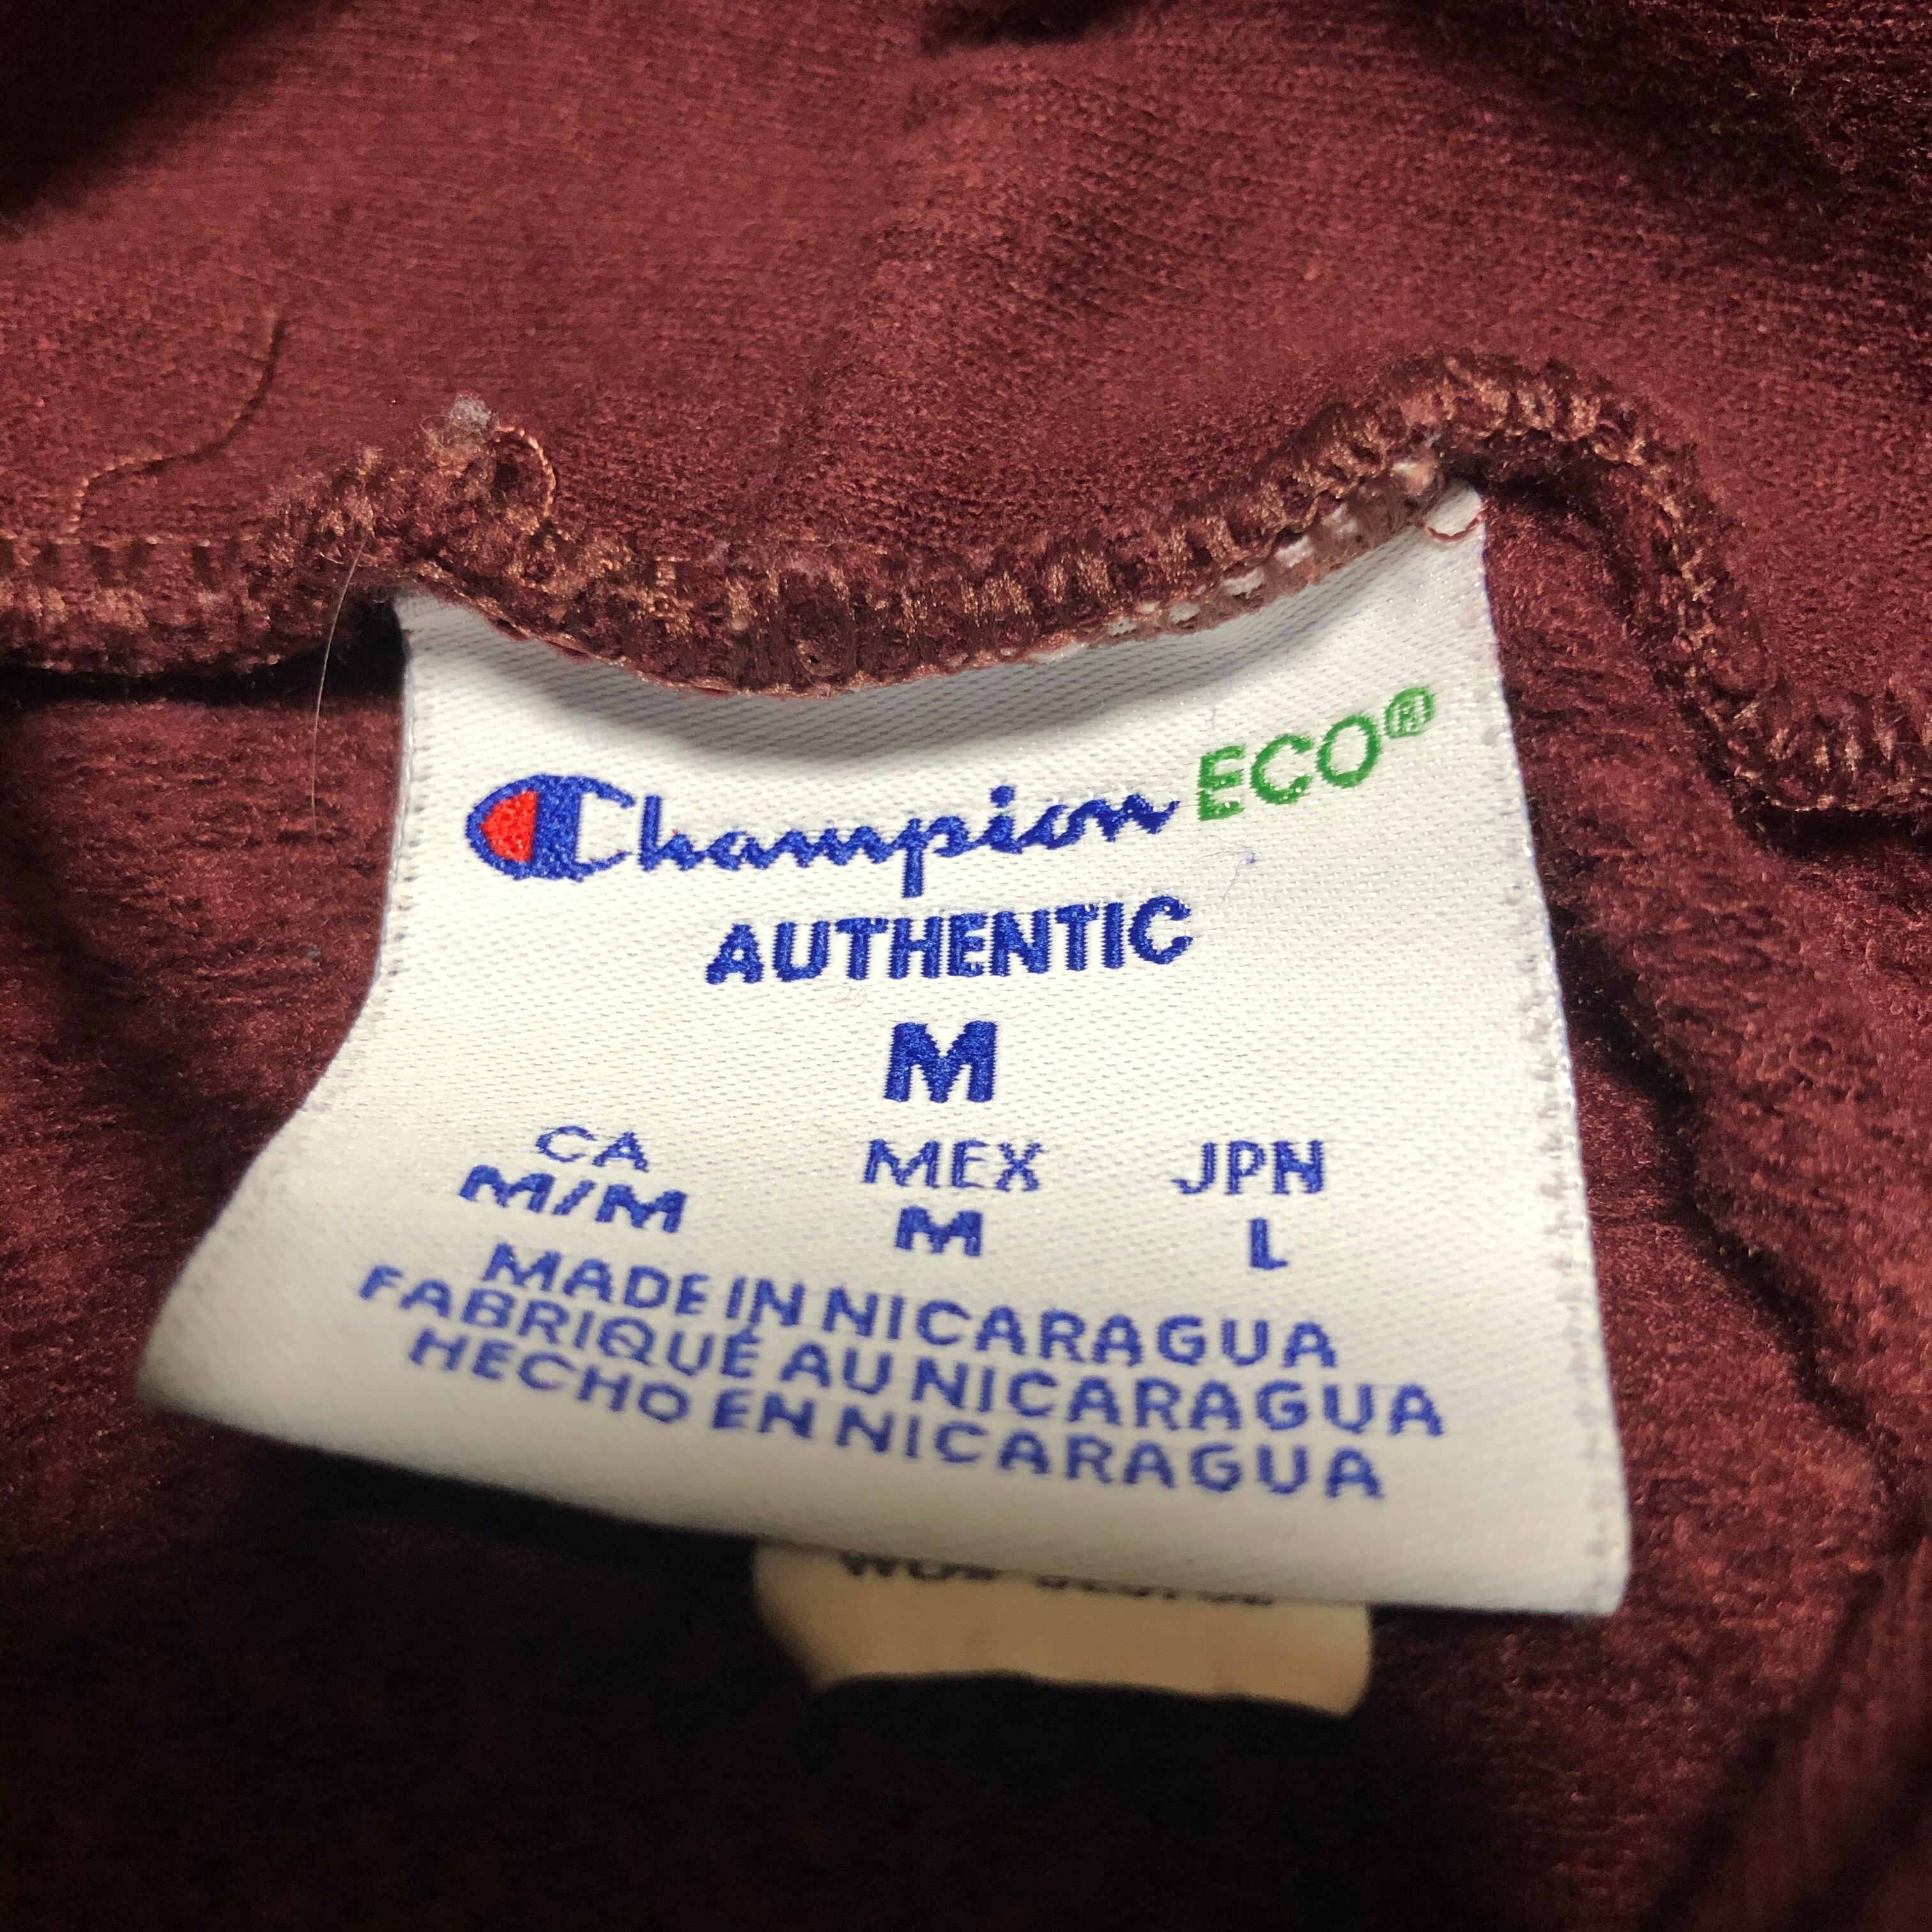 Champion ECO®
AUTHENTIC
M
CA MEX JPN
M/M M L
MADE IN NICARAGUA
FABRIQUÉ AU NICARAGUA
HECHO EN NICARAGUA